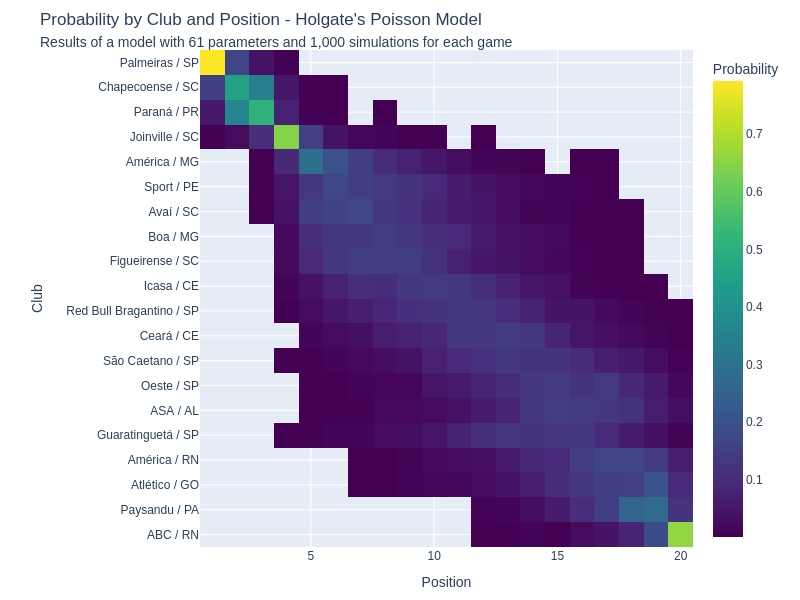 Probability by Club and Position - Holgate's Poisson Model
Results of a model with 61 parameters and 1,000 simulations for each game
Probability
Palmeiras / SP
Chapecoense / SC
Paraná / PR
Joinville / SC
América / MG
Sport / PE
Avaí / SC
Boa / MG
Figueirense / SC
Icasa / CE
Red Bull Bragantino / SP
Ceará / CE
São Caetano / SP
Oeste / SP
ASA / AL
Guaratinguetá / SP
América / RN
Atlético / GO
Paysandu / PA
ABC / RN
Club
0.7
0.6
0.5
0.4
0.3
0.2
0.1
5 10 15 20
Position